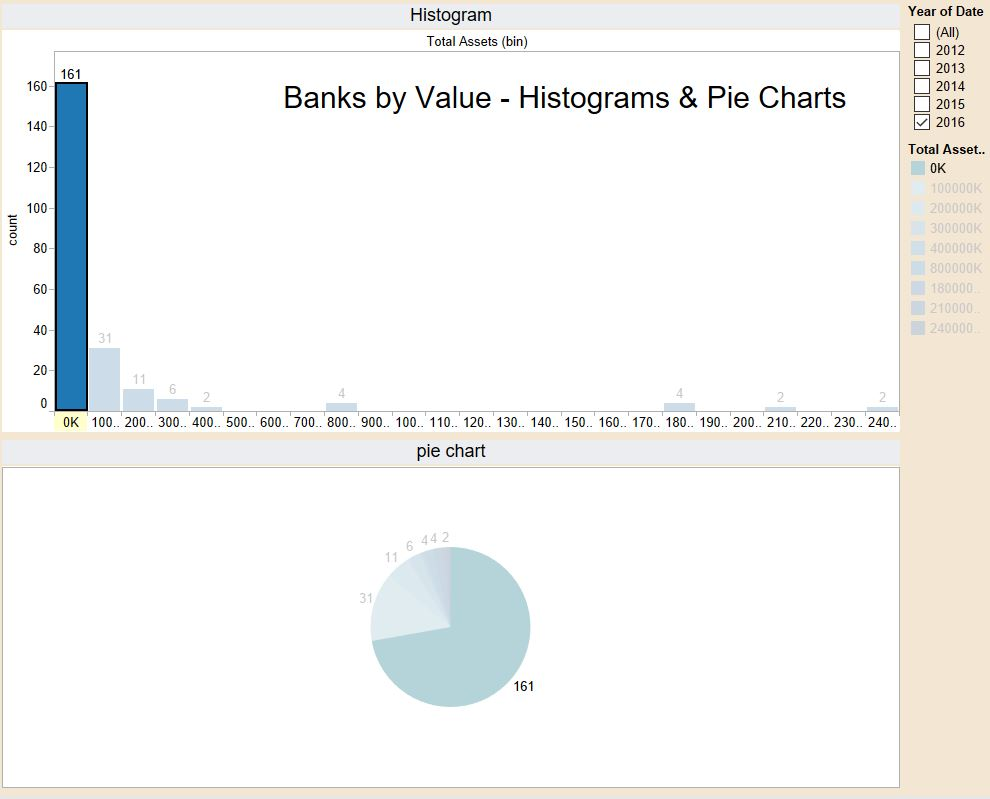 Histogram
Total Assets (bin)
Banks by Value - Histograms & Pie Charts
count
160
140
120
100
80
60
40
20
0
161
31
11
6
2
4
4
2
2
0K 100.. 200.. 300.. 400.. 500.. 600.. 700.. 800.. 900.. 100.. 110.. 120.. 130.. 140.. 150.. 160.. 170.. 180.. 190.. 200.. 210.. 220.. 230.. 240..
pie chart
31
11
6
4 4 2
161
Year of Date
(All)
2012
2013
2014
2015
2016
Total Asset..
0K
100000K
200000K
300000K
400000K
800000K
180000..
210000..
240000..